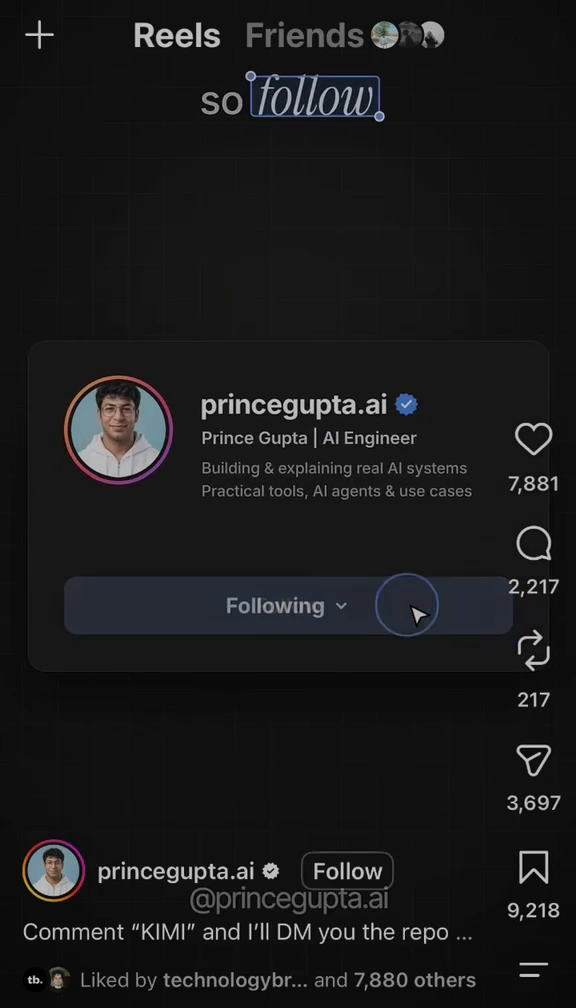 Reels Friends
so follow
princegupta.ai
Prince Gupta | AI Engineer
Building & explaining real AI systems
Practical tools, AI agents & use cases
7,881
2,217
Following
217
3,697
princegupta.ai Follow
@princegupta.ai
9,218
Comment “KIMI” and I’ll DM you the repo ...
tb. Liked by technologybr... and 7,880 others